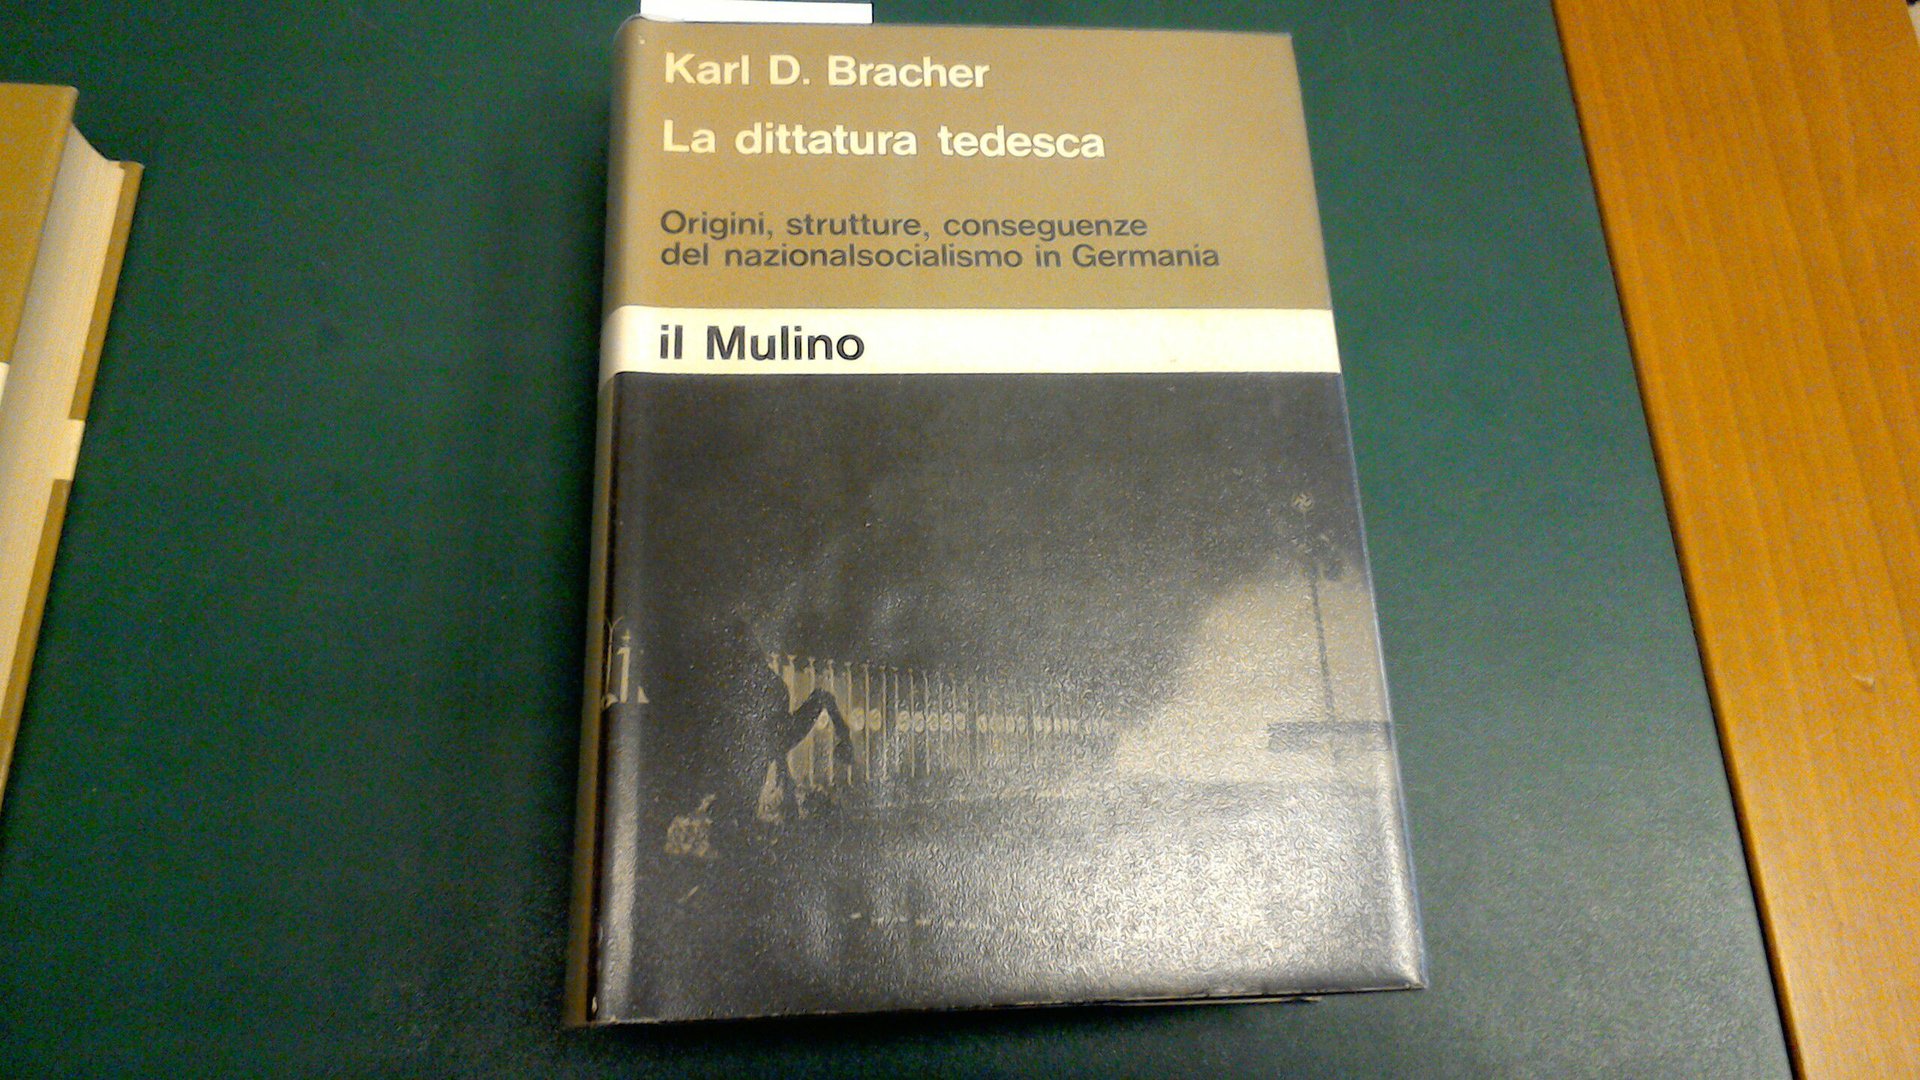 Karl D. Bracher
La dittatura tedesca
Origini, strutture, conseguenze
del nazionalsocialismo in Germania
il Mulino